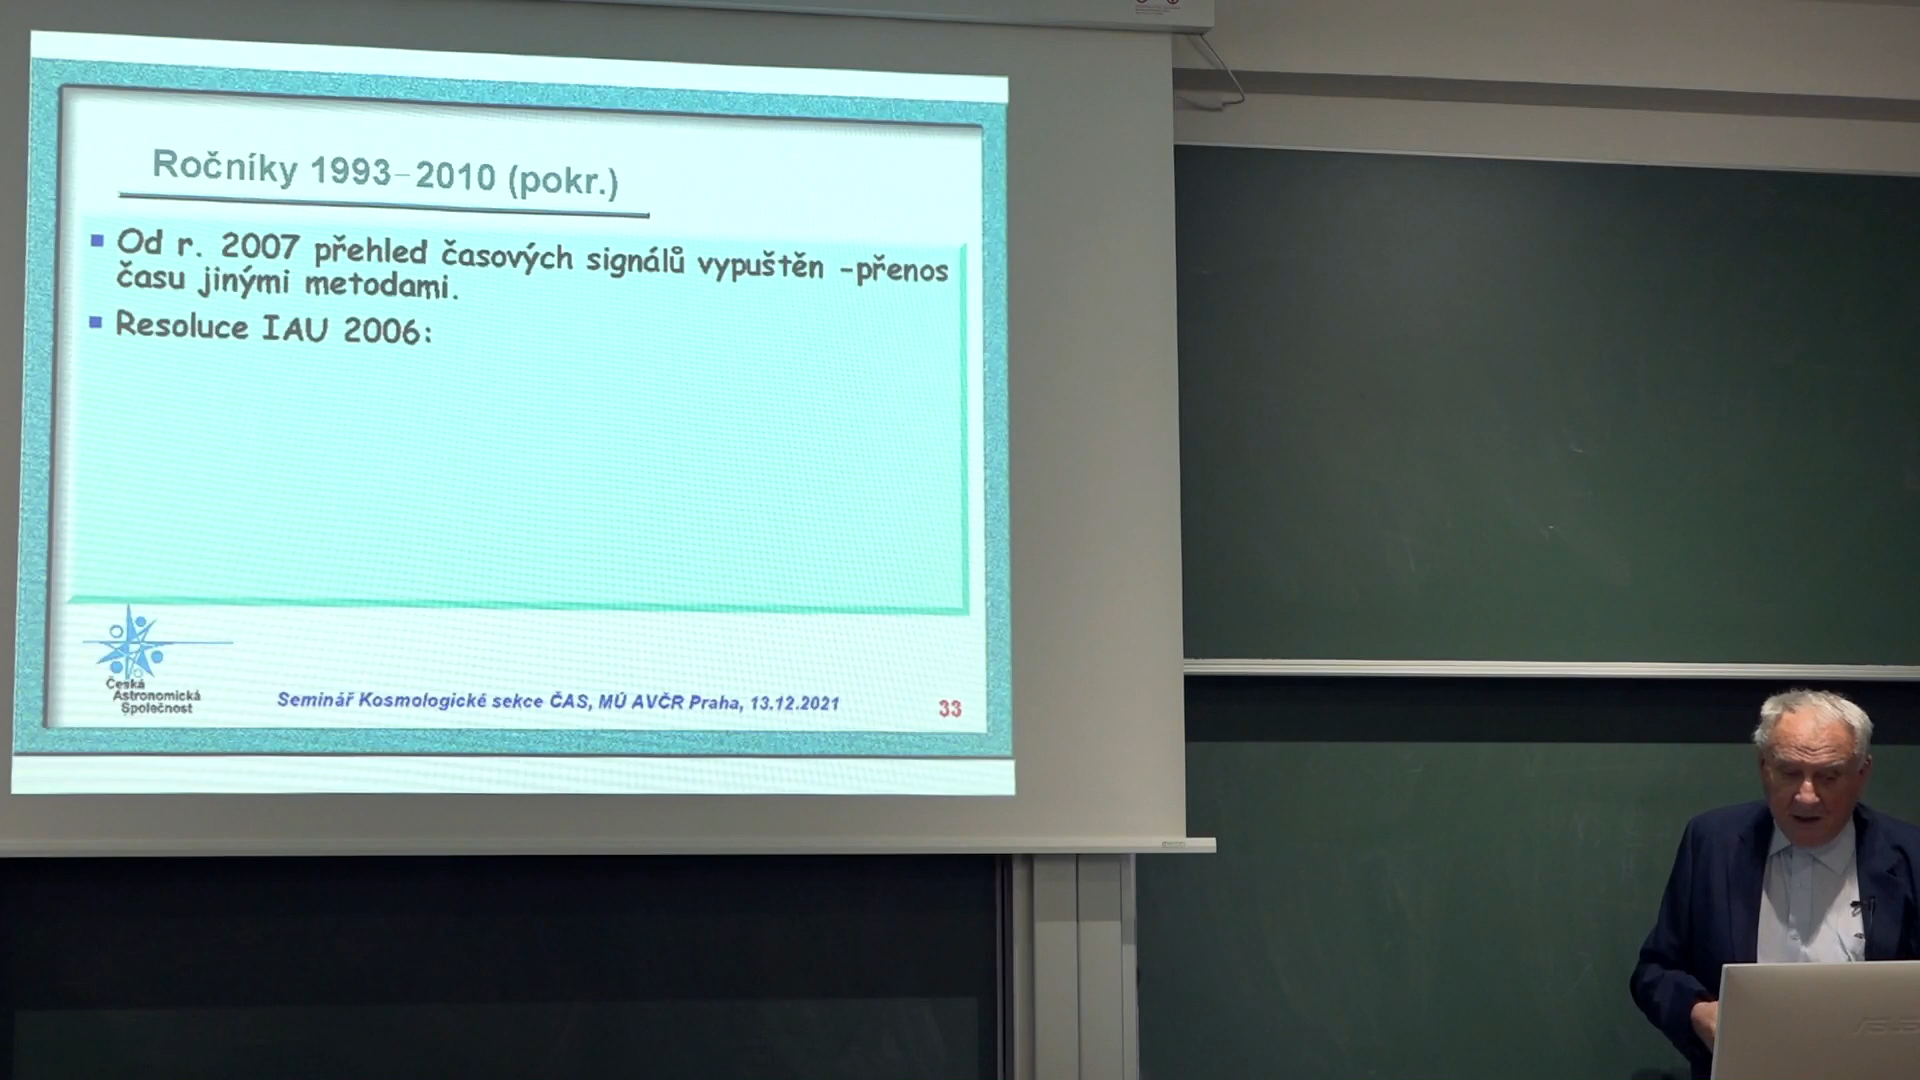 Ročníky 1993–2010 (pokr.)
Od r. 2007 přehled časových signálů vypuštěn -přenos
času jinými metodami.
Resoluce IAU 2006:
Česká
Astronomická
Společnost
Seminář Kosmologické sekce ČAS, MÚ AVČR Praha, 13.12.2021
33
ASUS